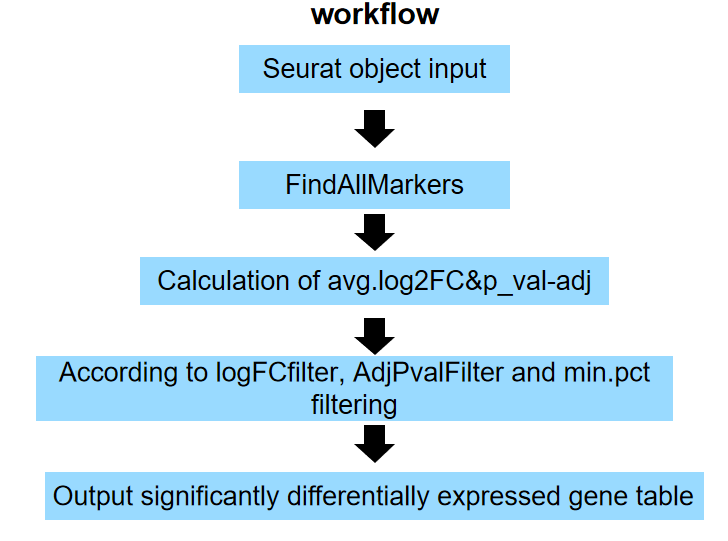 workflow
Seurat object input
FindAllMarkers
Calculation of avg.log2FC&p_val-adj
According to logFCfilter, AdjPvalFilter and min.pct
filtering
Output significantly differentially expressed gene table